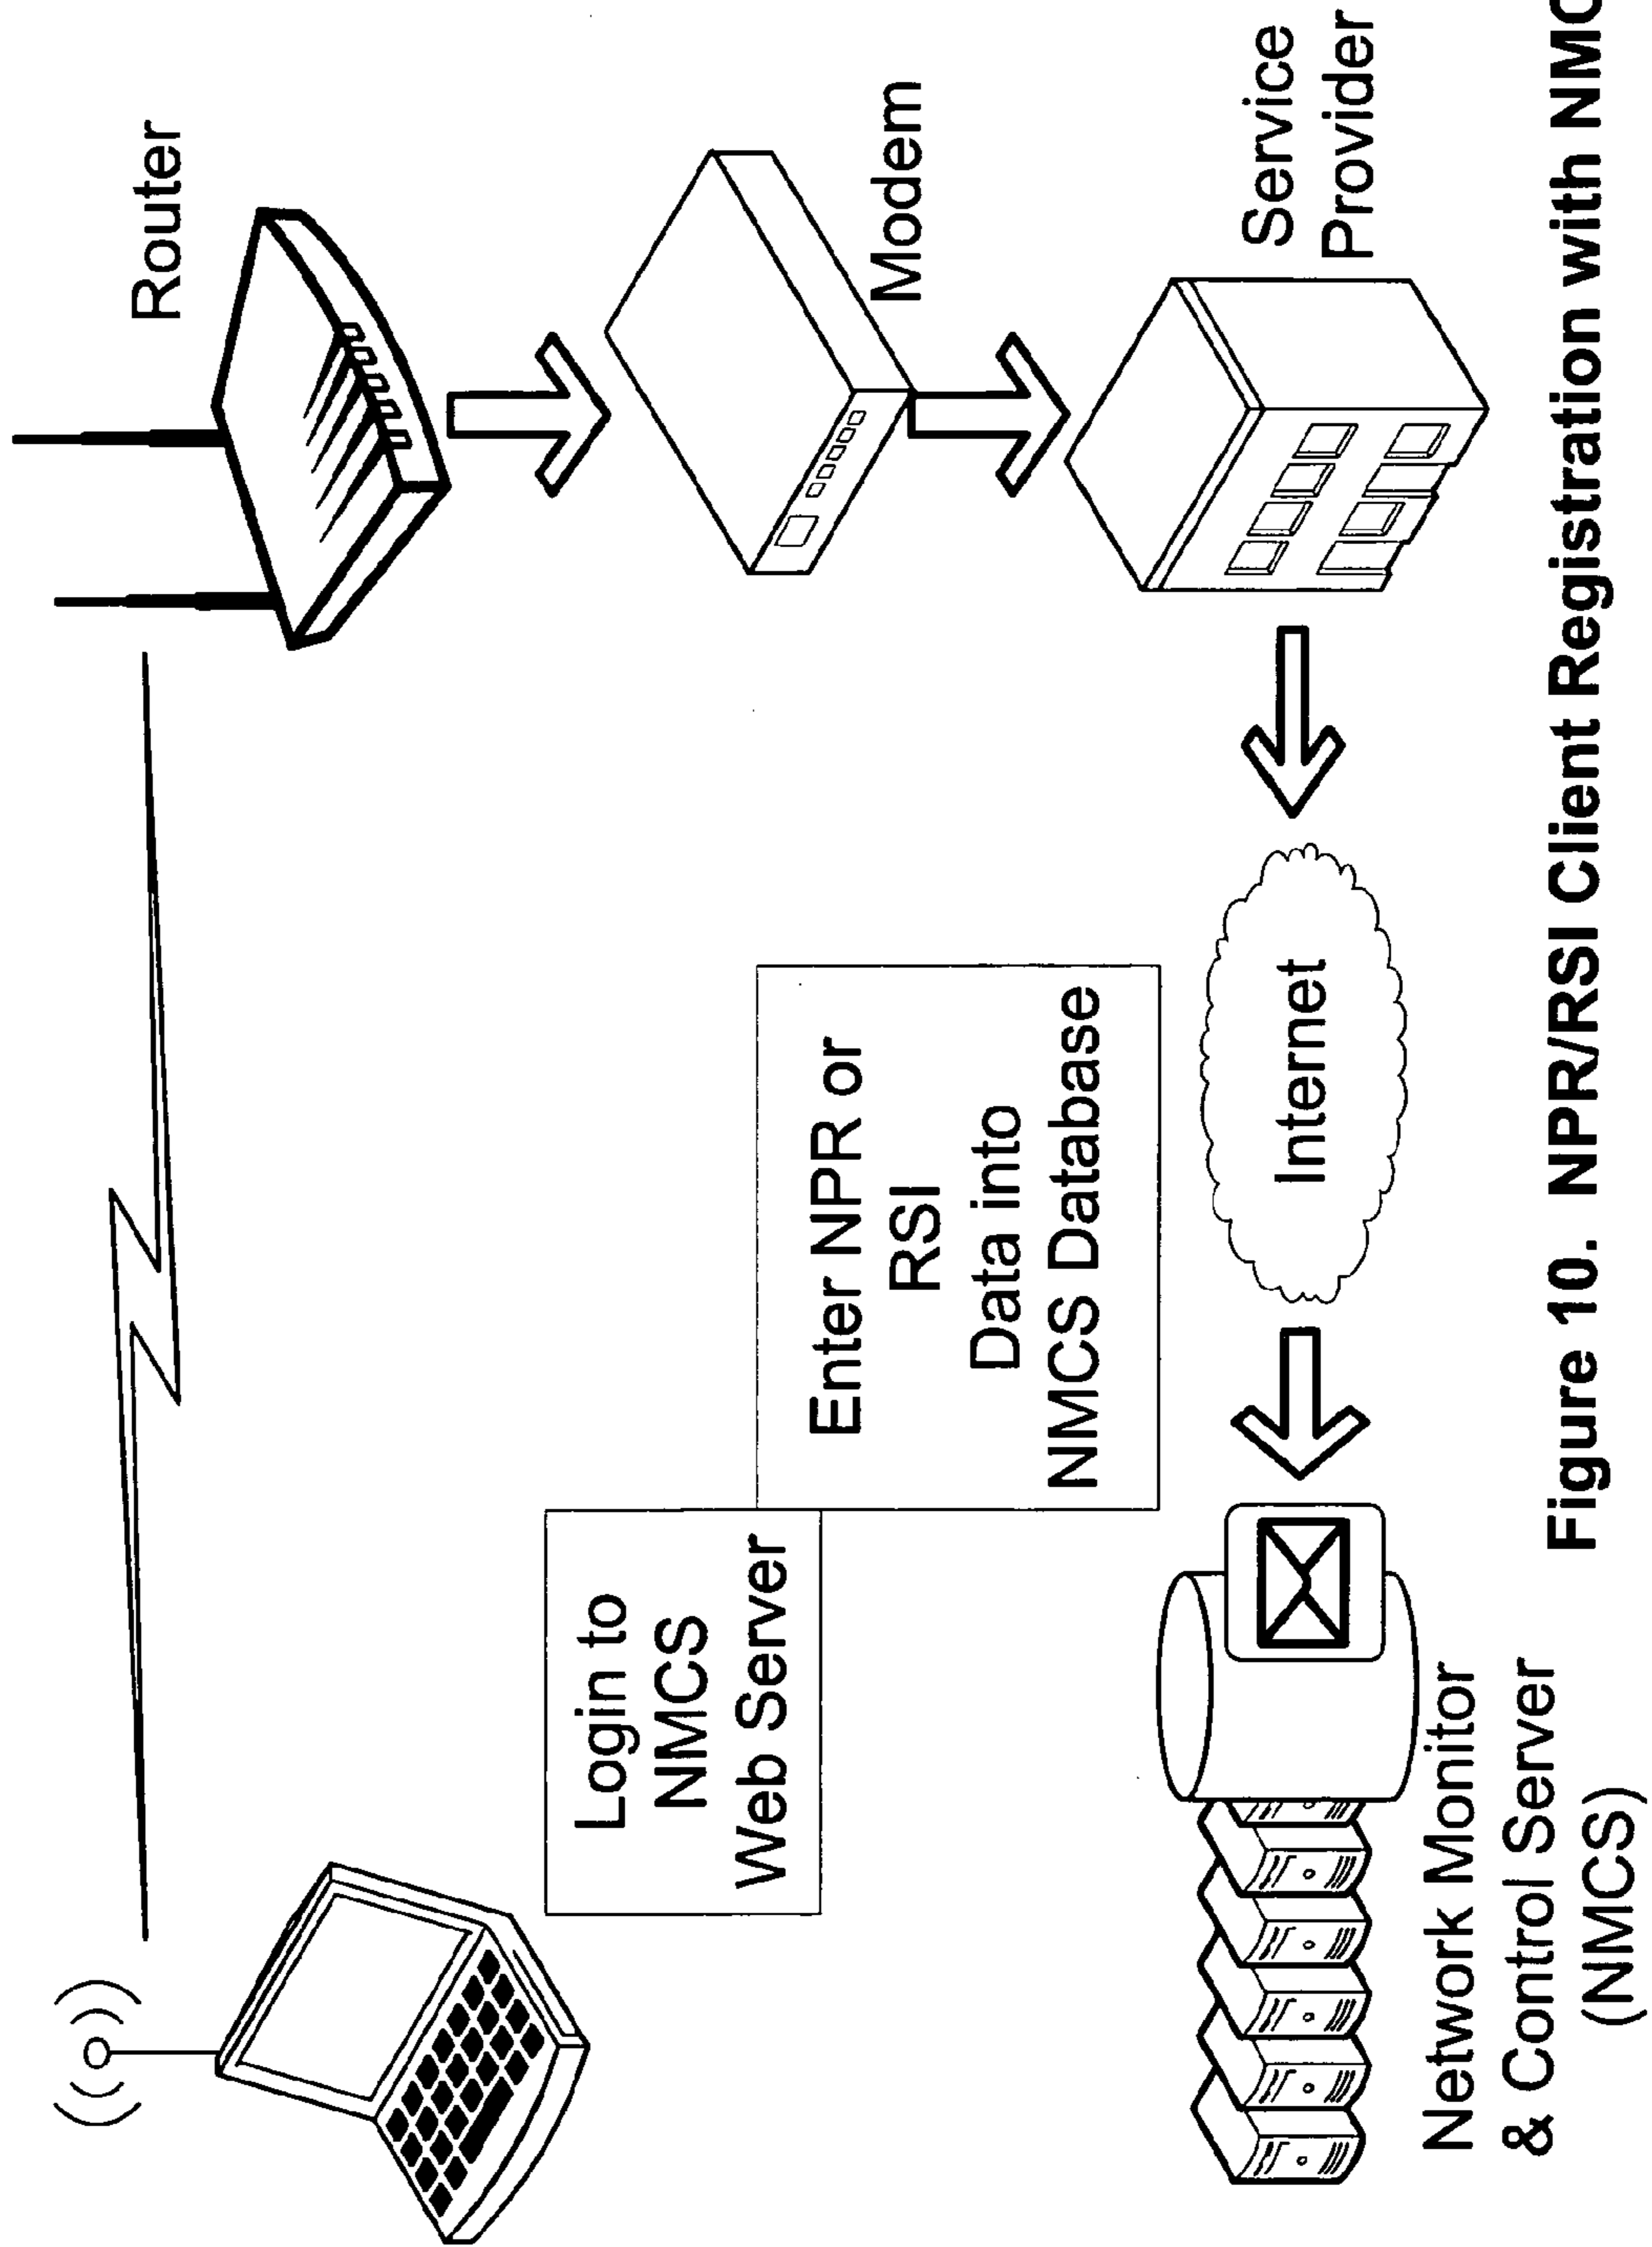 Router
Modem
Service
Provider
Login to
NMCS
Web Server
Enter NPR or
RSI
Data into
NMCS Database
Internet
Network Monitor
& Control Server
(NMCS)
Figure 10. NPR/RSI Client Registration with